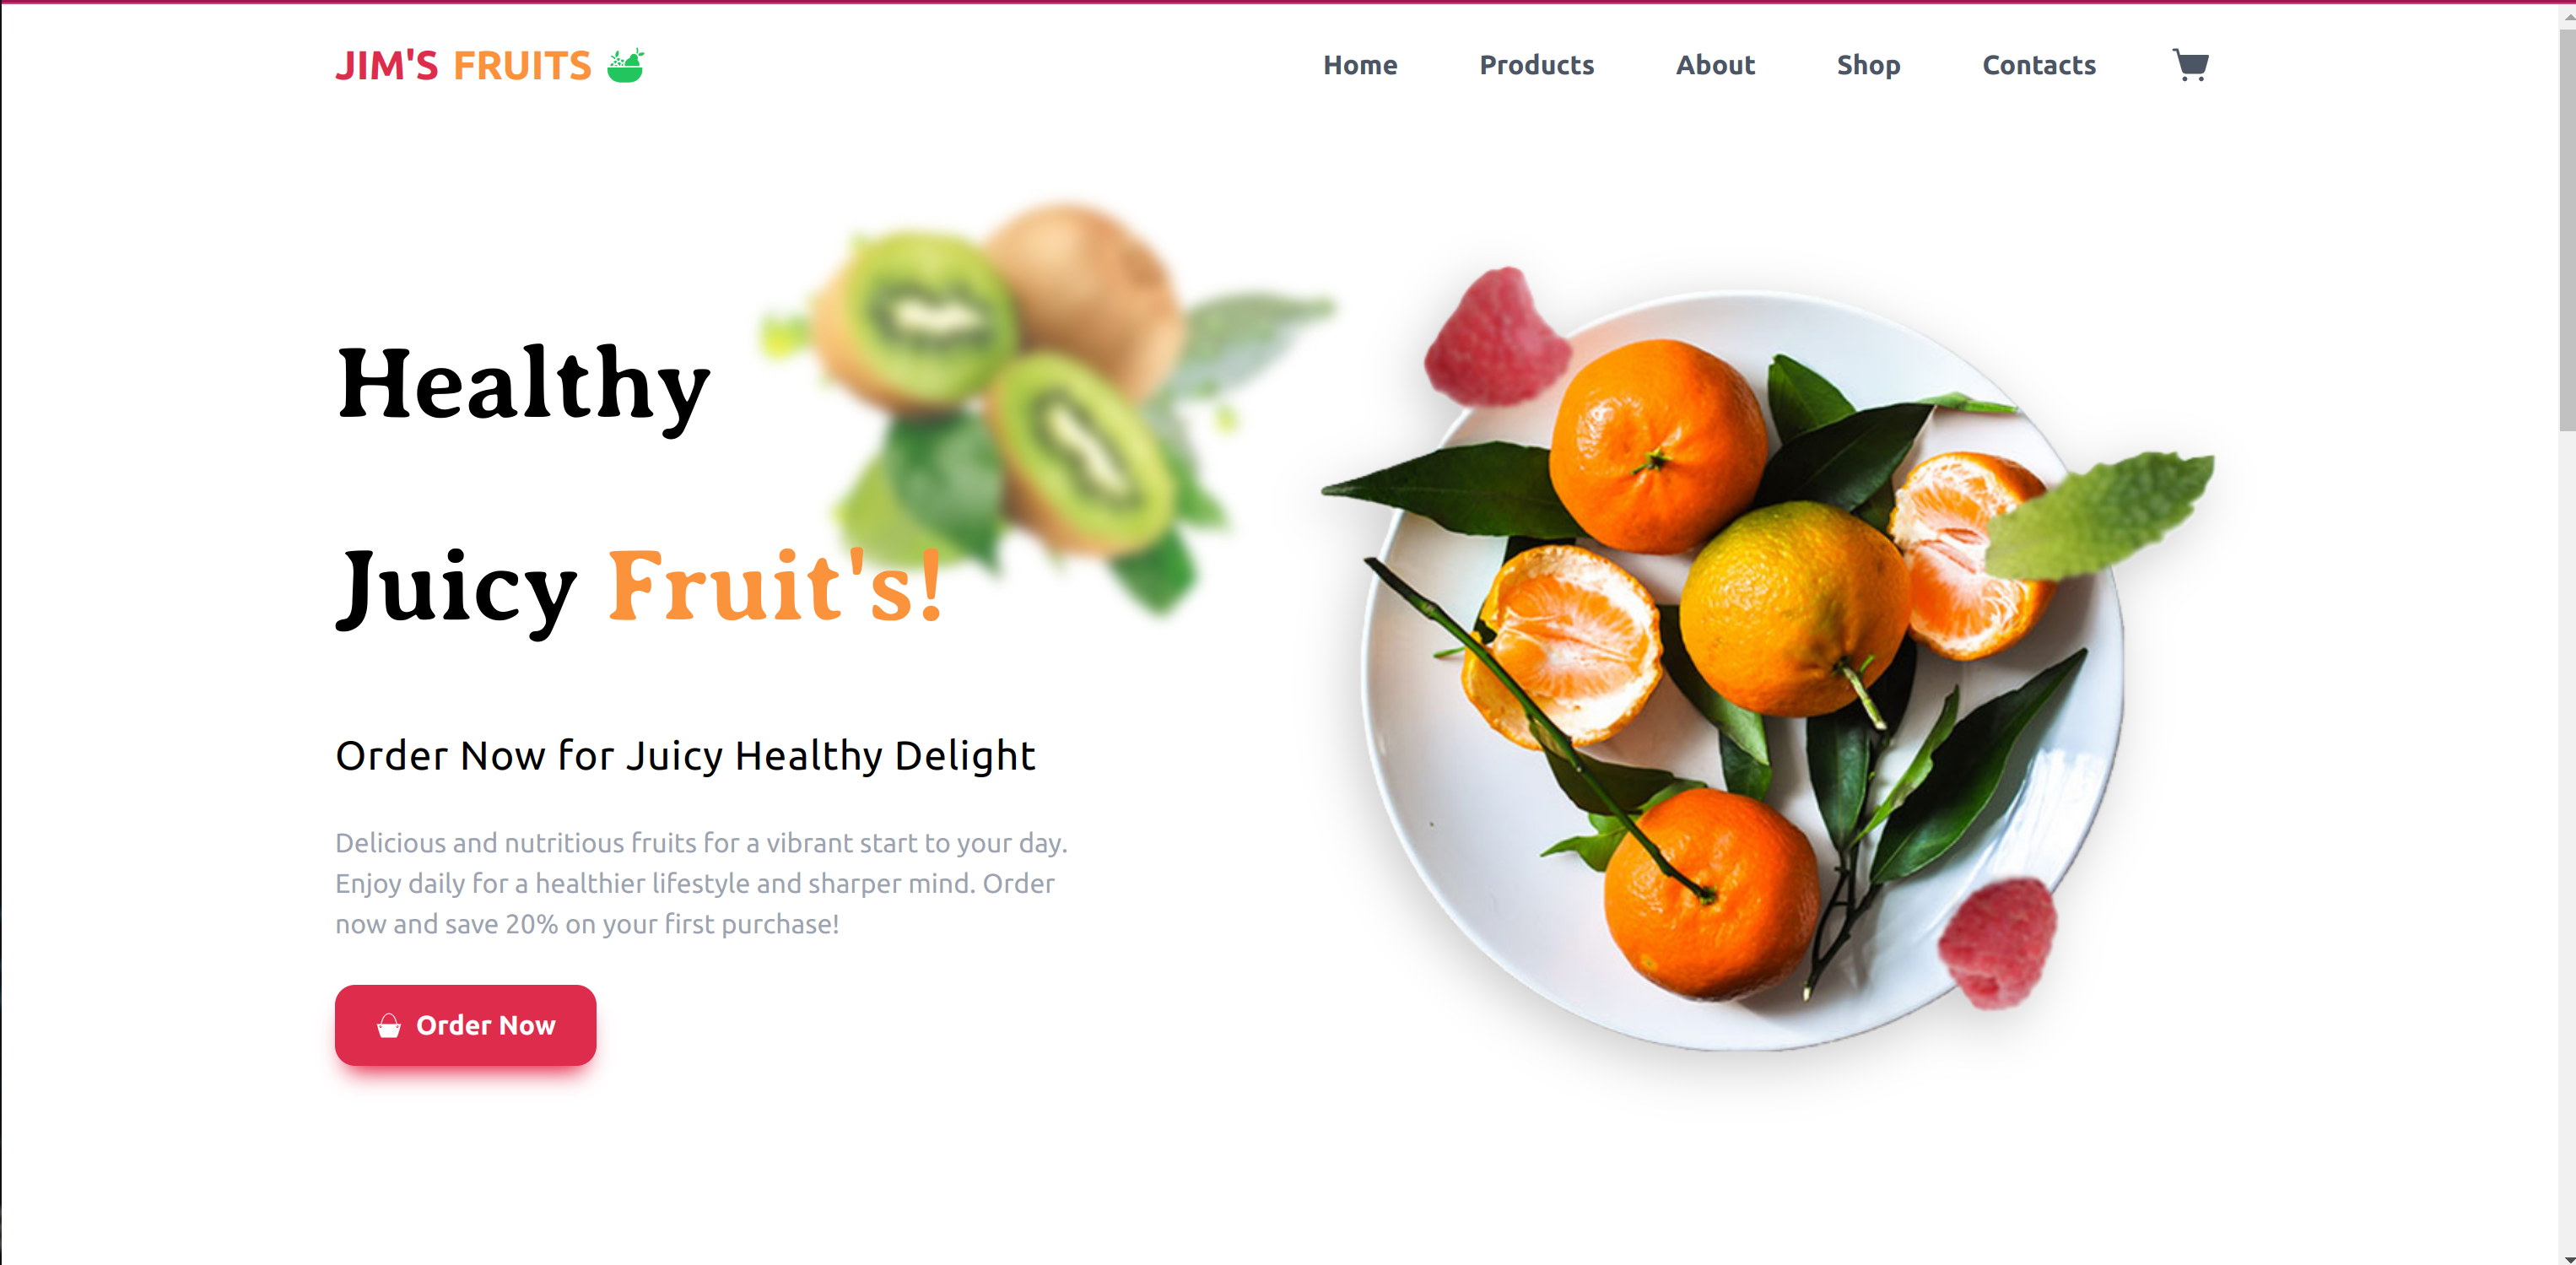 JIM'S FRUITS
Home Products About Shop Contacts
Healthy
Juicy Fruit's!
Order Now for Juicy Healthy Delight
Delicious and nutritious fruits for a vibrant start to your day.
Enjoy daily for a healthier lifestyle and sharper mind. Order
now and save 20% on your first purchase!
Order Now